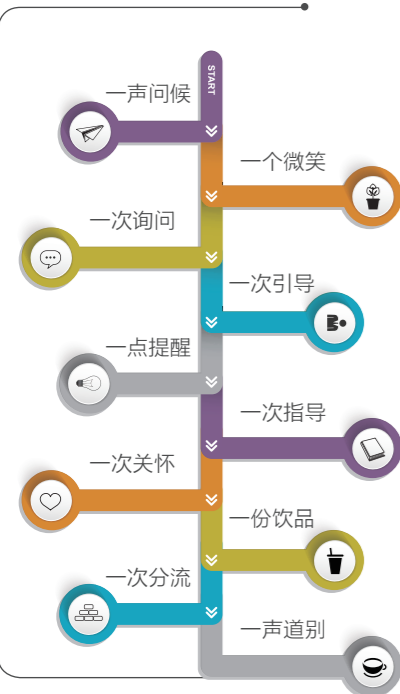 START
一声问候
一个微笑
一次询问
一次引导
一点提醒
一次指导
一次关怀
一份饮品
一次分流
一声道别